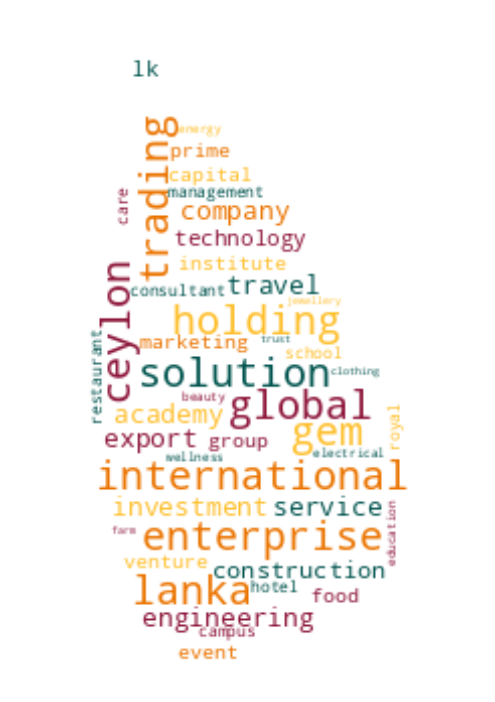 lk
energy
trading
prime
capital
management
care
company
technology
institute
consultant travel
jewellery
ceylon
holding
marketing trust
school
restaurant
solution clothing
beauty
academy global
royal
export group gem
wellness electrical
international
investment service
education
farm enterprise
venture construction
lanka hotel food
engineering
campus
event